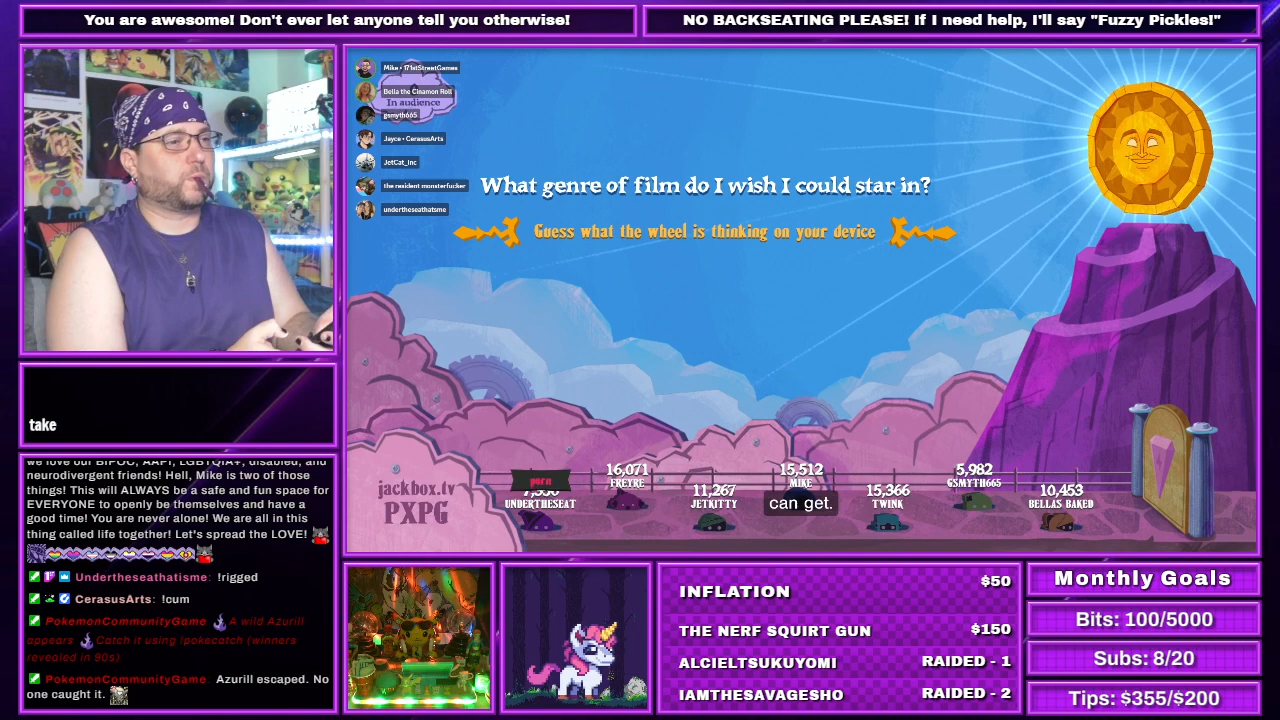 You are awesome! Don't ever let anyone tell you otherwise!
NO BACKSEATING PLEASE! If I need help, I'll say "Fuzzy Pickles!"
Mike • 171stStreetGames
Bella the Cinamon Roll
In audience
gsmyth665
Jayce • CerasusArts
JetCat_Inc
the resident monsterfucker
undertheseathatsme
What genre of film do I wish I could star in?
Guess what the wheel is thinking on your device
take
we love our BIPOC, AAPI, LGBTQIA+, disabled, and
neurodivergent friends! Hell, Mike is two of those
things! This will ALWAYS be a safe and fun space for
EVERYONE to openly be themselves and have a
good time! You are never alone! We are all in this
thing called life together! Let's spread the LOVE!
Undertheseathatisme: !rigged
CerasusArts: !cum
PokemonCommunityGame A wild Azurill
appears Catch it using !pokecatch (winners
revealed in 90s)
PokemonCommunityGame Azurill escaped. No
one caught it.
jackbox.tv
PXPG
porn
UNDERTHESEAT
16,071
FREYRE
11,267
JETKITTY
15,512
MIKE
can get.
15,366
TWINK
5,982
GSMYTH665
10,453
BELLAS BAKED
INFLATION $50
THE NERF SQUIRT GUN $150
ALCIELTSUKUYOMI RAIDED - 1
IAMTHESAVAGESHO RAIDED - 2
Monthly Goals
Bits: 100/5000
Subs: 8/20
Tips: $355/$200